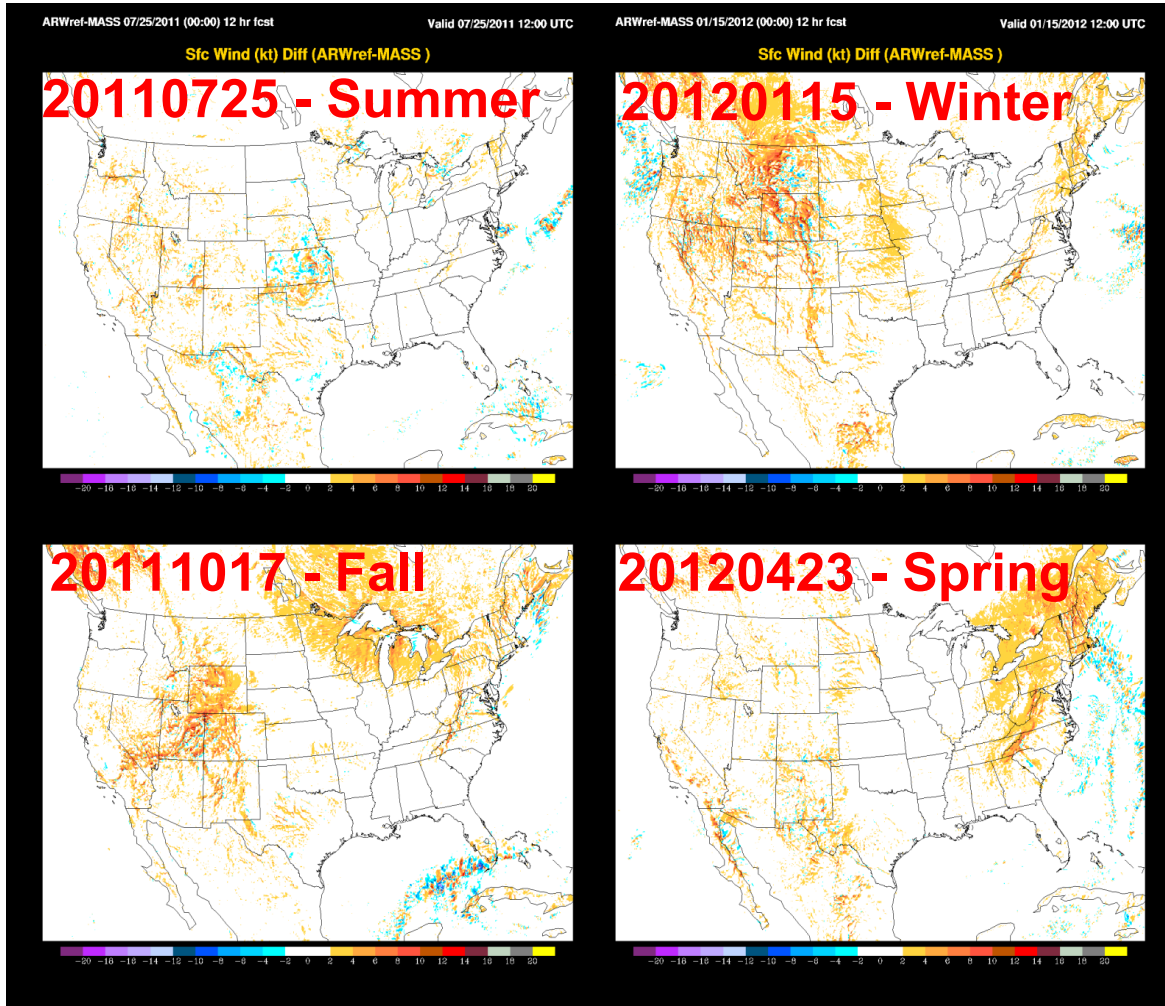 ARWref-MASS 07/25/2011 (00:00) 12 hr fcst Valid 07/25/2011 12:00 UTC
Sfc Wind (kt) Diff (ARWref-MASS )
20110725 - Summer
-20 -18 -16 -14 -12 -10 -8 -6 -4 -2 0 2 4 6 8 10 12 14 16 18 20
ARWref-MASS 01/15/2012 (00:00) 12 hr fcst Valid 01/15/2012 12:00 UTC
Sfc Wind (kt) Diff (ARWref-MASS )
20120115 - Winter
-20 -18 -16 -14 -12 -10 -8 -6 -4 -2 0 2 4 6 8 10 12 14 16 18 20
20111017 - Fall
-20 -18 -16 -14 -12 -10 -8 -6 -4 -2 0 2 4 6 8 10 12 14 16 18 20
20120423 - Spring
-20 -18 -16 -14 -12 -10 -8 -6 -4 -2 0 2 4 6 8 10 12 14 16 18 20